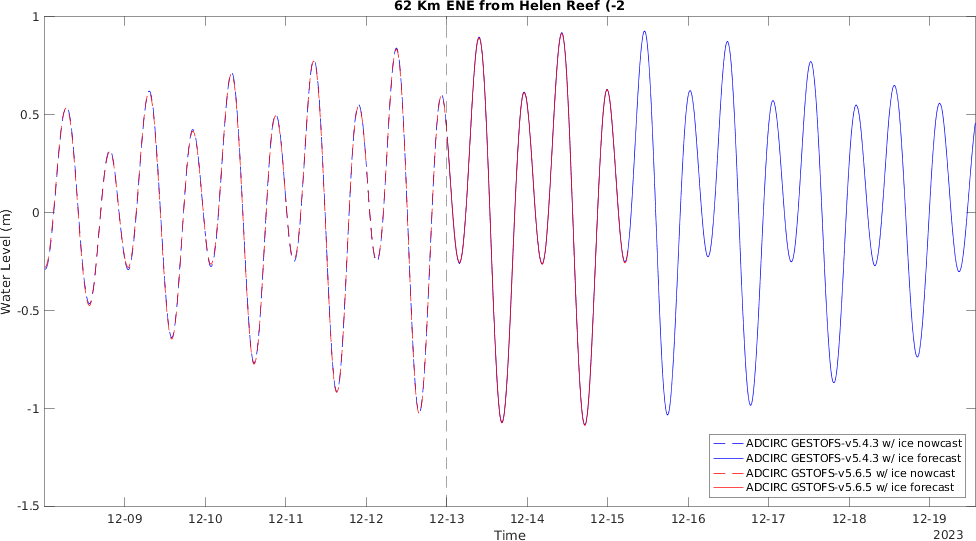 62 Km ENE from Helen Reef (-2
1
0.5
0
-0.5
-1
-1.5
Water Level (m)
12-09 12-10 12-11 12-12 12-13 12-14 12-15 12-16 12-17 12-18 12-19
Time
2023
ADCIRC GESTOFS-v5.4.3 w/ ice nowcast
ADCIRC GESTOFS-v5.4.3 w/ ice forecast
ADCIRC GSTOFS-v5.6.5 w/ ice nowcast
ADCIRC GSTOFS-v5.6.5 w/ ice forecast